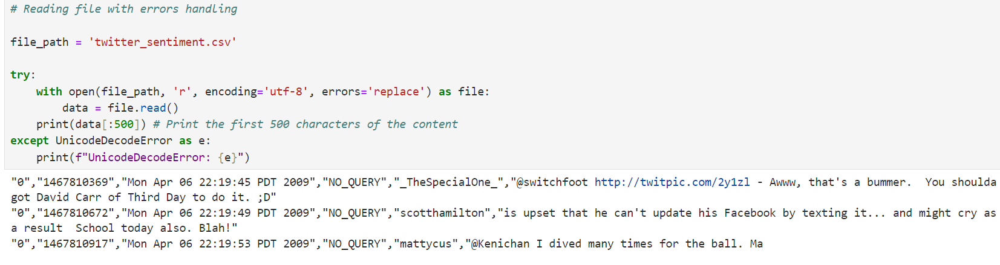 # Reading file with errors handling
file_path = 'twitter_sentiment.csv'
try:
    with open(file_path, 'r', encoding='utf-8', errors='replace') as file:
        data = file.read()
    print(data[:500]) # Print the first 500 characters of the content
except UnicodeDecodeError as e:
    print(f"UnicodeDecodeError: {e}")
"0","1467810369","Mon Apr 06 22:19:45 PDT 2009","NO_QUERY","_TheSpecialOne_","@switchfoot http://twitpic.com/2y1zl - Awww, that's a bummer.  You shoulda
got David Carr of Third Day to do it. ;D"
"0","1467810672","Mon Apr 06 22:19:49 PDT 2009","NO_QUERY","scotthamilton","is upset that he can't update his Facebook by texting it... and might cry as
a result  School today also. Blah!"
"0","1467810917","Mon Apr 06 22:19:53 PDT 2009","NO_QUERY","mattycus","@Kenichan I dived many times for the ball. Ma